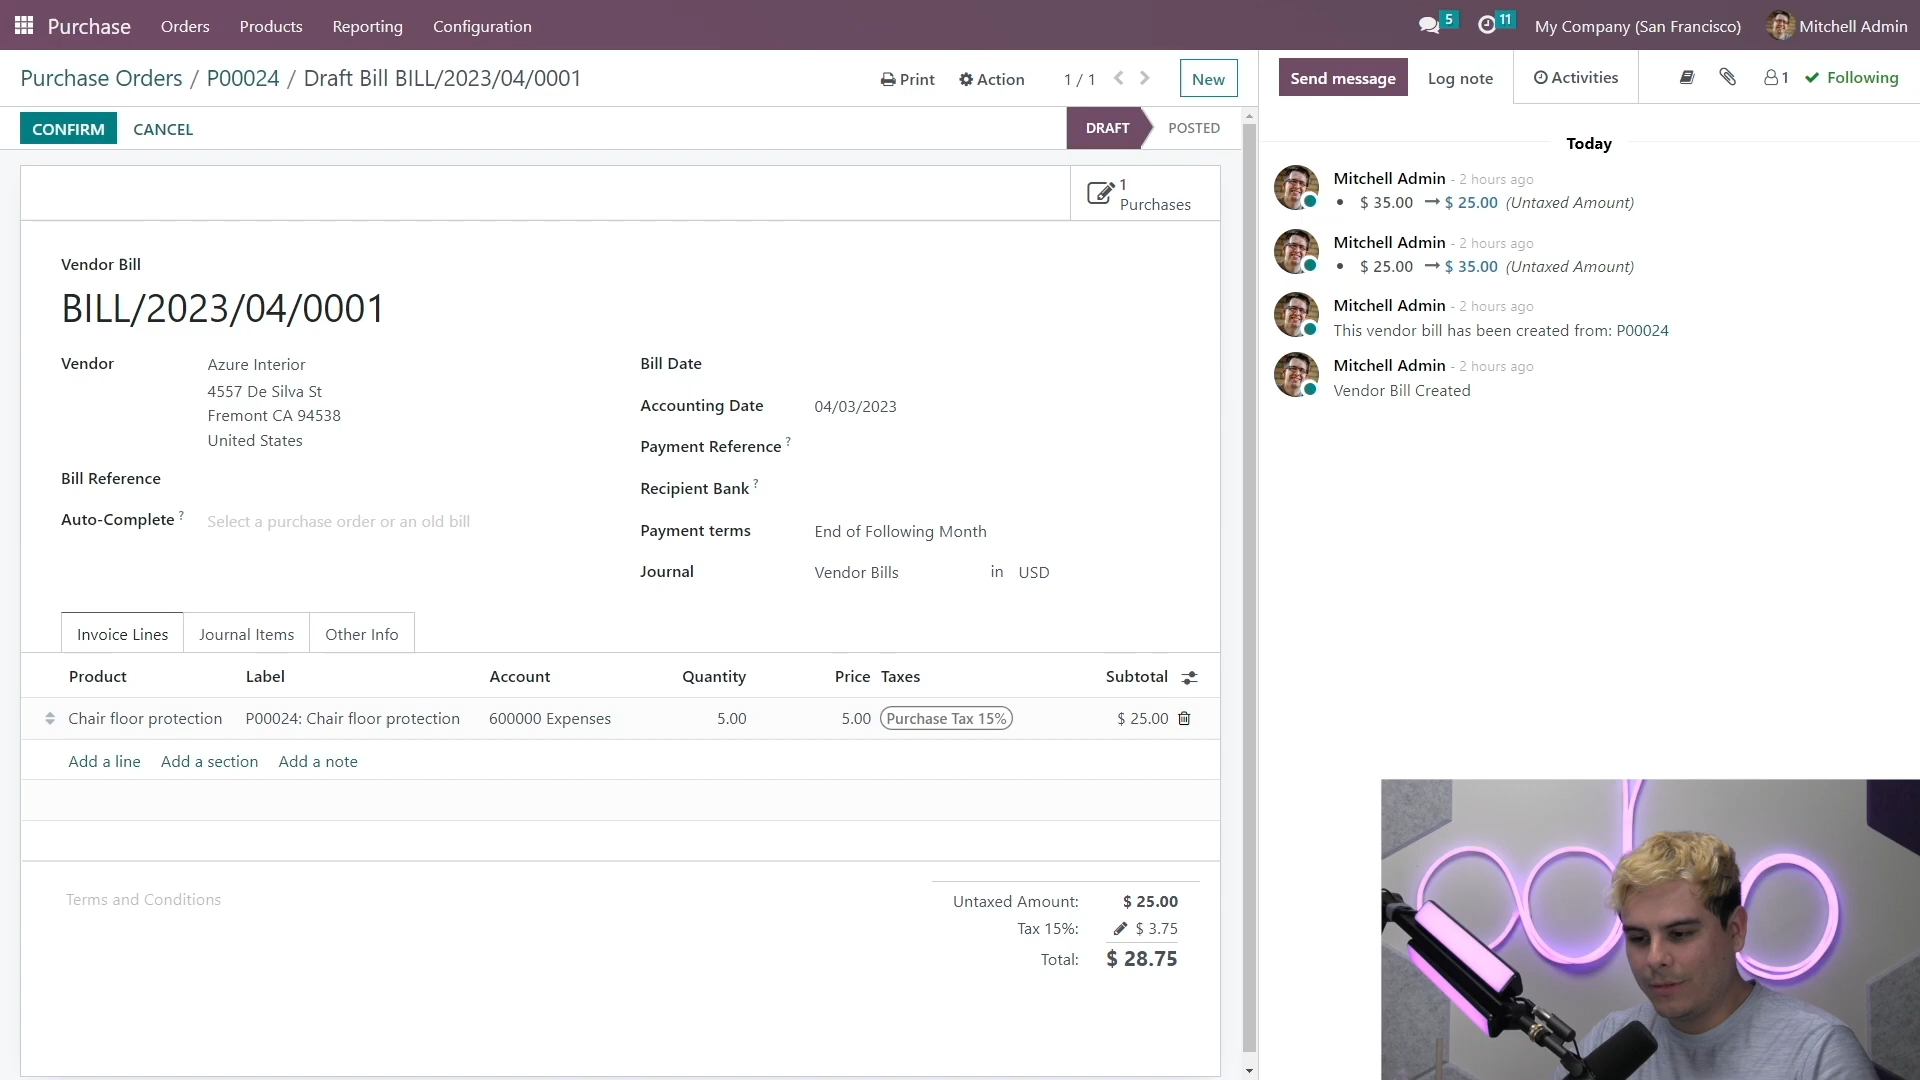 Purchase Orders Products Reporting Configuration 5 11 My Company (San Francisco) Mitchell Admin
Purchase Orders / P00024 / Draft Bill BILL/2023/04/0001 Print Action 1 / 1 New
Send message Log note Activities 1 Following
CONFIRM CANCEL DRAFT POSTED
1
Purchases
Vendor Bill
BILL/2023/04/0001
Vendor Azure Interior
4557 De Silva St
Fremont CA 94538
United States
Bill Reference
Auto-Complete ? Select a purchase order or an old bill
Bill Date
Accounting Date 04/03/2023
Payment Reference ?
Recipient Bank ?
Payment terms End of Following Month
Journal Vendor Bills in USD
Invoice Lines Journal Items Other Info
Product Label Account Quantity Price Taxes Subtotal
Chair floor protection P00024: Chair floor protection 600000 Expenses 5.00 5.00 Purchase Tax 15% $ 25.00
Add a line Add a section Add a note
Terms and Conditions
Untaxed Amount: $ 25.00
Tax 15%: $ 3.75
Total: $ 28.75
Today
Mitchell Admin - 2 hours ago
• $ 35.00 → $ 25.00 (Untaxed Amount)
Mitchell Admin - 2 hours ago
• $ 25.00 → $ 35.00 (Untaxed Amount)
Mitchell Admin - 2 hours ago
This vendor bill has been created from: P00024
Mitchell Admin - 2 hours ago
Vendor Bill Created
odoo